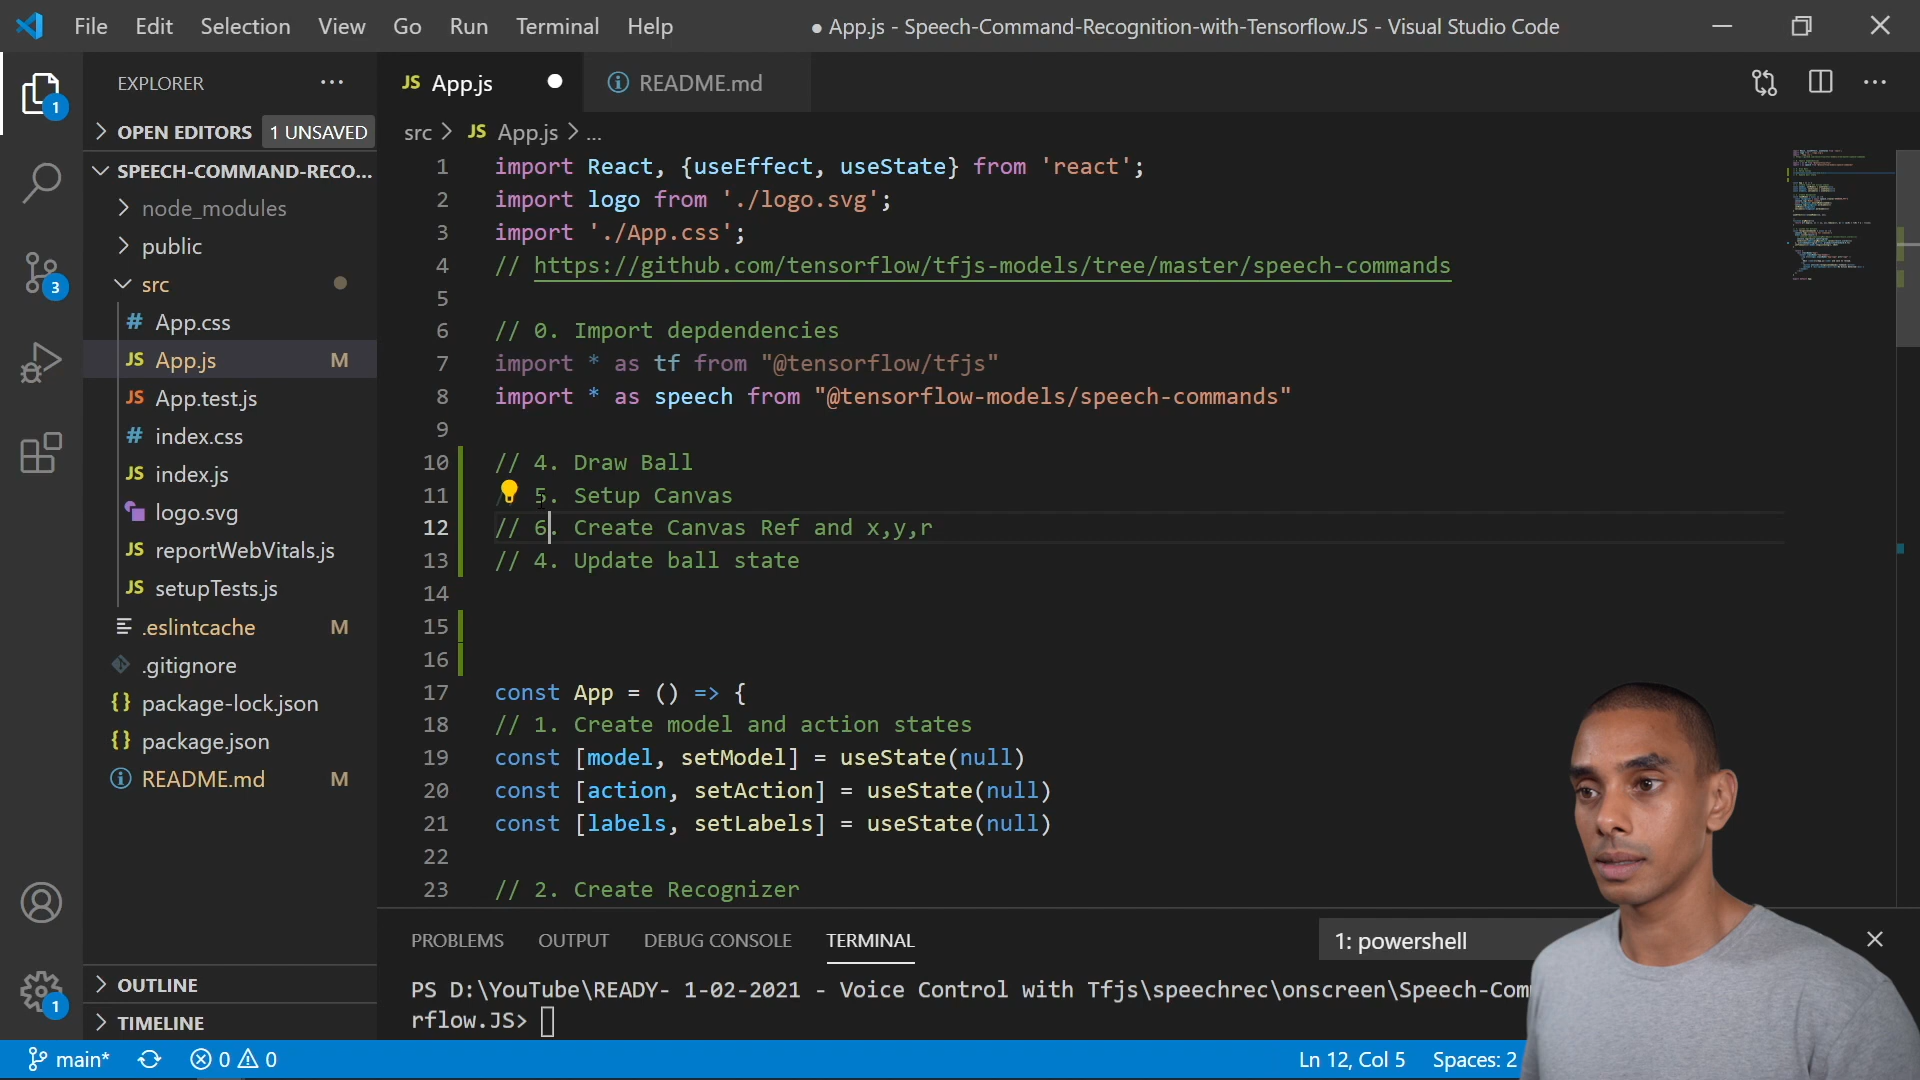 File Edit Selection View Go Run Terminal Help
● App.js - Speech-Command-Recognition-with-Tensorflow.JS - Visual Studio Code
EXPLORER
OPEN EDITORS 1 UNSAVED
SPEECH-COMMAND-RECO...
node_modules
public
src
# App.css
JS App.js M
JS App.test.js
# index.css
JS index.js
logo.svg
JS reportWebVitals.js
JS setupTests.js
.eslintcache M
.gitignore
{} package-lock.json
{} package.json
README.md M
OUTLINE
TIMELINE
1
3
1
JS App.js
README.md
src > JS App.js > ...
1 import React, {useEffect, useState} from 'react';
2 import logo from './logo.svg';
3 import './App.css';
4 // https://github.com/tensorflow/tfjs-models/tree/master/speech-commands
5
6 // 0. Import depdendencies
7 import * as tf from "@tensorflow/tfjs"
8 import * as speech from "@tensorflow-models/speech-commands"
9
10 // 4. Draw Ball
11 / 5. Setup Canvas
12 // 6. Create Canvas Ref and x,y,r
13 // 4. Update ball state
14
15
16
17 const App = () => {
18 // 1. Create model and action states
19 const [model, setModel] = useState(null)
20 const [action, setAction] = useState(null)
21 const [labels, setLabels] = useState(null)
22
23 // 2. Create Recognizer
PROBLEMS OUTPUT DEBUG CONSOLE TERMINAL
1: powershell
PS D:\YouTube\READY- 1-02-2021 - Voice Control with Tfjs\speechrec\onscreen\Speech-Com
rflow.JS>
main* 0 0
Ln 12, Col 5 Spaces: 2